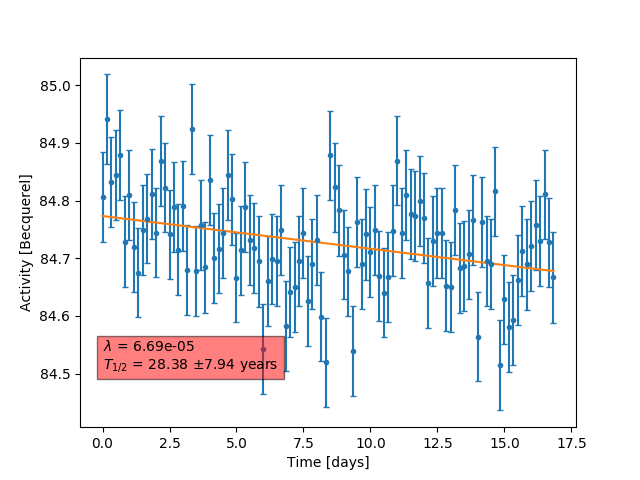 85.0
84.9
84.8
84.7
84.6
84.5
Activity [Becquerel]
λ = 6.69e-05
T1/2 = 28.38 ±7.94 years
0.0 2.5 5.0 7.5 10.0 12.5 15.0 17.5
Time [days]